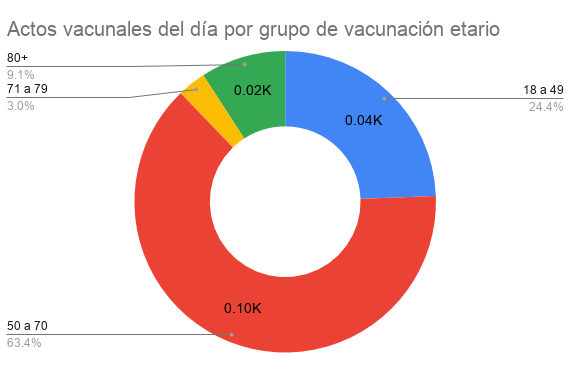 Actos vacunales del día por grupo de vacunación etario
80+
9.1%
71 a 79
3.0%
0.02K
18 a 49
24.4%
0.04K
0.10K
50 a 70
63.4%